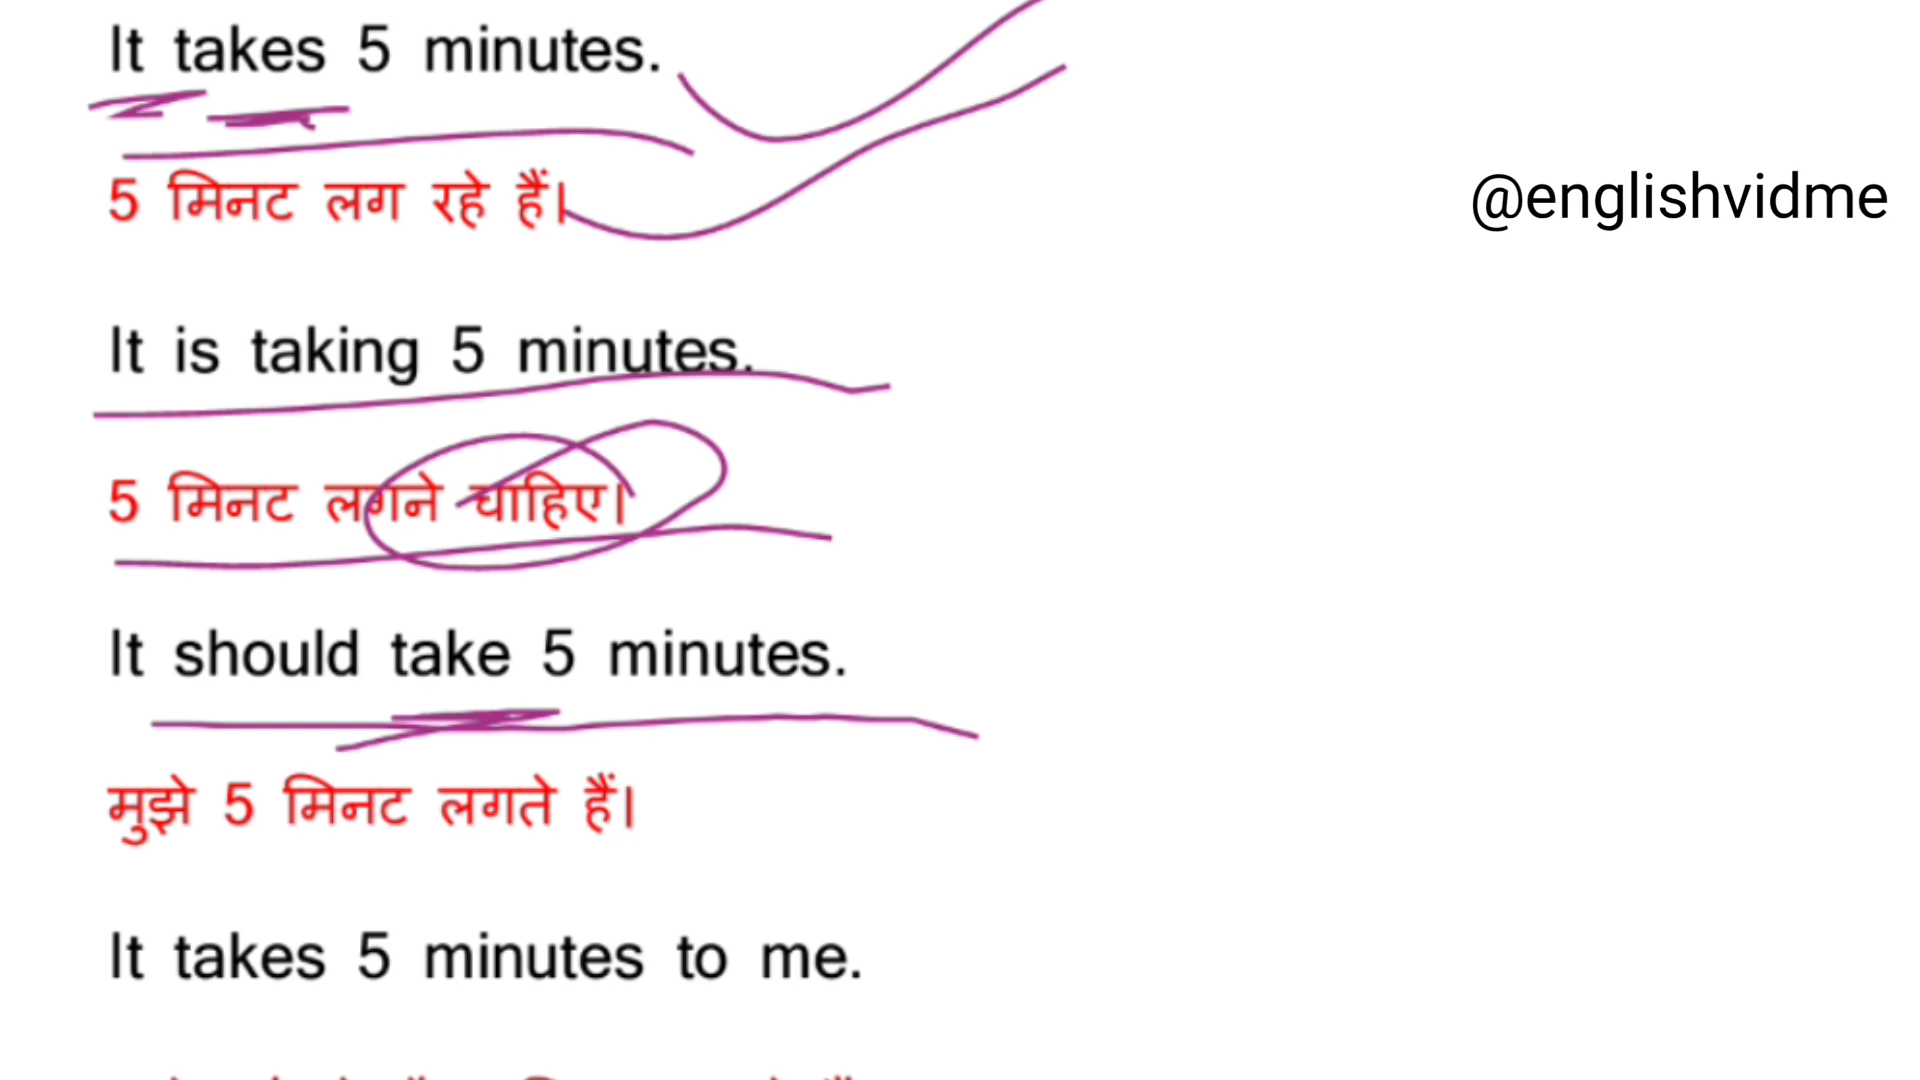 It takes 5 minutes.
5 मिनट लग रहे हैं।
@englishvidme
It is taking 5 minutes.
5 मिनट लगने चाहिए।
It should take 5 minutes.
मुझे 5 मिनट लगते हैं।
It takes 5 minutes to me.